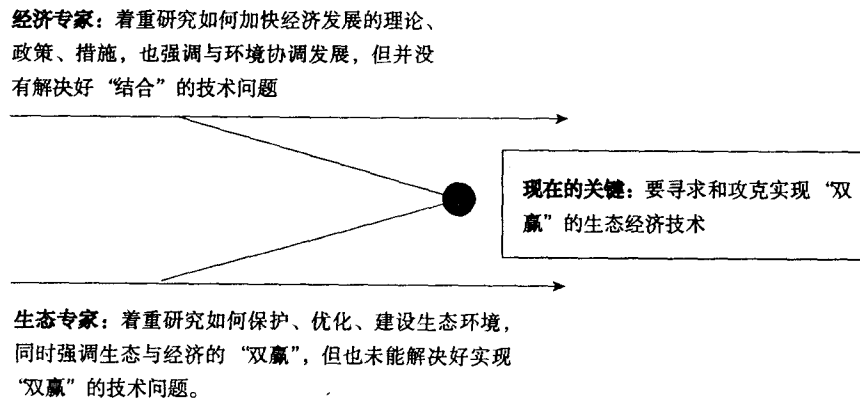 经济专家：着重研究如何加快经济发展的理论、
政策、措施，也强调与环境协调发展，但并没
有解决好“结合”的技术问题
现在的关键：要寻求和攻克实现“双
赢”的生态经济技术
生态专家：着重研究如何保护、优化、建设生态环境，
同时强调生态与经济的“双赢”，但也未能解决好实现
“双赢”的技术问题。